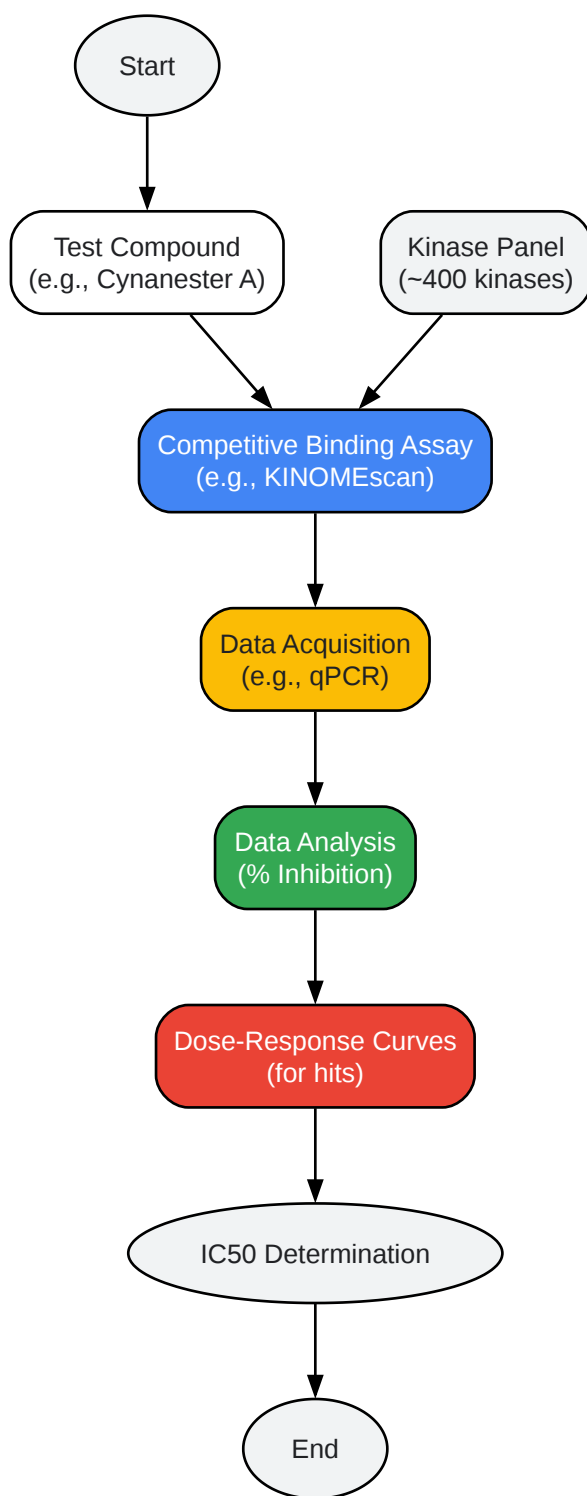 Start
Test Compound
(e.g., Cynanester A)
Kinase Panel
(~400 kinases)
Competitive Binding Assay
(e.g., KINOMEscan)
Data Acquisition
(e.g., qPCR)
Data Analysis
(% Inhibition)
Dose-Response Curves
(for hits)
IC50 Determination
End